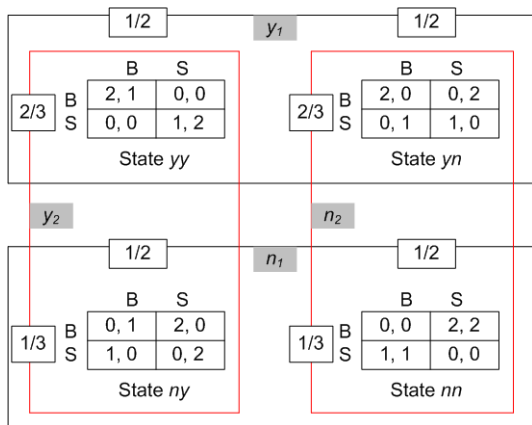 1/2 y₁ 1/2
B S B S
2/3 B 2, 1 0, 0 2/3 B 2, 0 0, 2
S 0, 0 1, 2 S 0, 1 1, 0
State yy State yn
y₂ n₂
1/2 n₁ 1/2
B S B S
1/3 B 0, 1 2, 0 1/3 B 0, 0 2, 2
S 1, 0 0, 2 S 1, 1 0, 0
State ny State nn